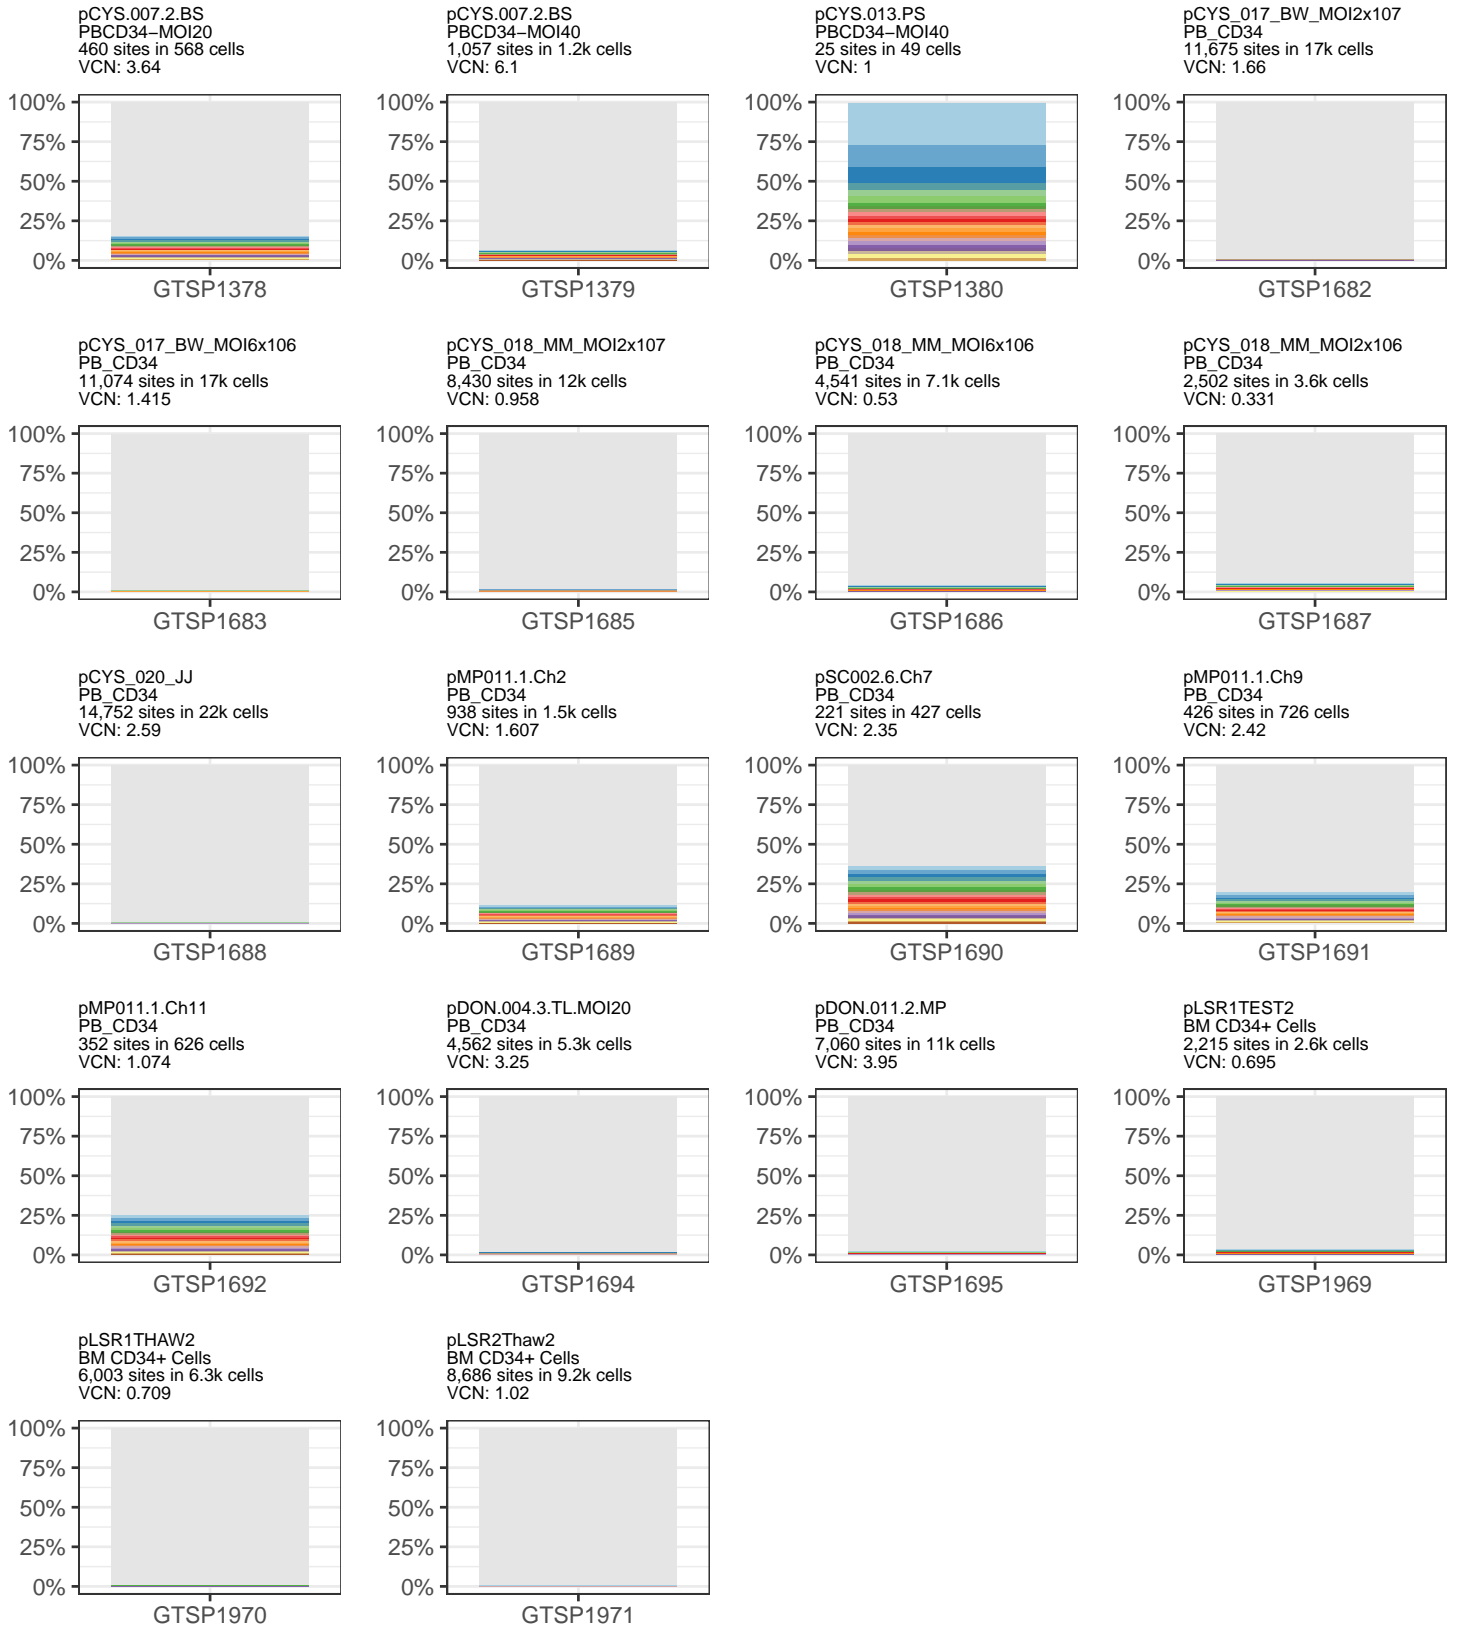 pCYS.007.2.BS
PBCD34−MOI20
460 sites in 568 cells
VCN: 3.64
100%
75%
50%
25%
0%
GTSP1378
pCYS.007.2.BS
PBCD34−MOI40
1,057 sites in 1.2k cells
VCN: 6.1
100%
75%
50%
25%
0%
GTSP1379
pCYS.013.PS
PBCD34−MOI40
25 sites in 49 cells
VCN: 1
100%
75%
50%
25%
0%
GTSP1380
pCYS_017_BW_MOI2x107
PB_CD34
11,675 sites in 17k cells
VCN: 1.66
100%
75%
50%
25%
0%
GTSP1682
pCYS_017_BW_MOI6x106
PB_CD34
11,074 sites in 17k cells
VCN: 1.415
100%
75%
50%
25%
0%
GTSP1683
pCYS_018_MM_MOI2x107
PB_CD34
8,430 sites in 12k cells
VCN: 0.958
100%
75%
50%
25%
0%
GTSP1685
pCYS_018_MM_MOI6x106
PB_CD34
4,541 sites in 7.1k cells
VCN: 0.53
100%
75%
50%
25%
0%
GTSP1686
pCYS_018_MM_MOI2x106
PB_CD34
2,502 sites in 3.6k cells
VCN: 0.331
100%
75%
50%
25%
0%
GTSP1687
pCYS_020_JJ
PB_CD34
14,752 sites in 22k cells
VCN: 2.59
100%
75%
50%
25%
0%
GTSP1688
pMP011.1.Ch2
PB_CD34
938 sites in 1.5k cells
VCN: 1.607
100%
75%
50%
25%
0%
GTSP1689
pSC002.6.Ch7
PB_CD34
221 sites in 427 cells
VCN: 2.35
100%
75%
50%
25%
0%
GTSP1690
pMP011.1.Ch9
PB_CD34
426 sites in 726 cells
VCN: 2.42
100%
75%
50%
25%
0%
GTSP1691
pMP011.1.Ch11
PB_CD34
352 sites in 626 cells
VCN: 1.074
100%
75%
50%
25%
0%
GTSP1692
pDON.004.3.TL.MOI20
PB_CD34
4,562 sites in 5.3k cells
VCN: 3.25
100%
75%
50%
25%
0%
GTSP1694
pDON.011.2.MP
PB_CD34
7,060 sites in 11k cells
VCN: 3.95
100%
75%
50%
25%
0%
GTSP1695
pLSR1TEST2
BM CD34+ Cells
2,215 sites in 2.6k cells
VCN: 0.695
100%
75%
50%
25%
0%
GTSP1969
pLSR1THAW2
BM CD34+ Cells
6,003 sites in 6.3k cells
VCN: 0.709
100%
75%
50%
25%
0%
GTSP1970
pLSR2Thaw2
BM CD34+ Cells
8,686 sites in 9.2k cells
VCN: 1.02
100%
75%
50%
25%
0%
GTSP1971